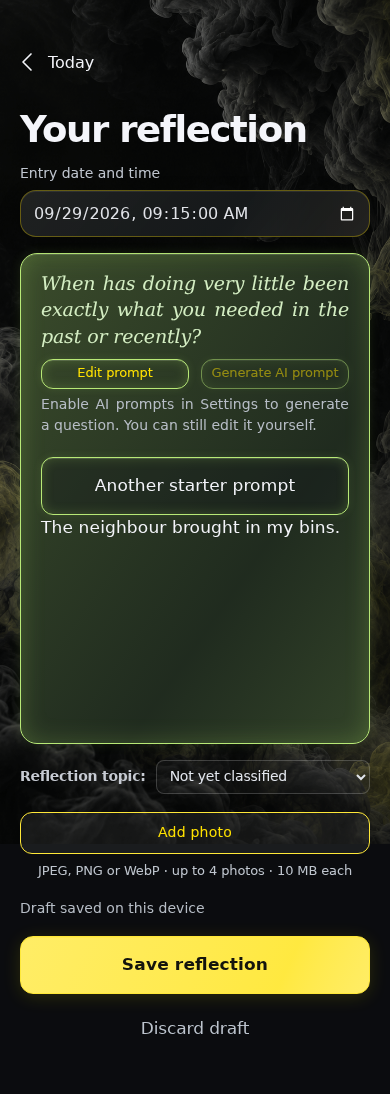 Today
Your reflection
Entry date and time
09/29/2026, 09:15:00 AM
When has doing very little been
exactly what you needed in the
past or recently?
Edit prompt
Generate AI prompt
Enable AI prompts in Settings to generate
a question. You can still edit it yourself.
Another starter prompt
The neighbour brought in my bins.
Reflection topic:
Not yet classified
Add photo
JPEG, PNG or WebP · up to 4 photos · 10 MB each
Draft saved on this device
Save reflection
Discard draft